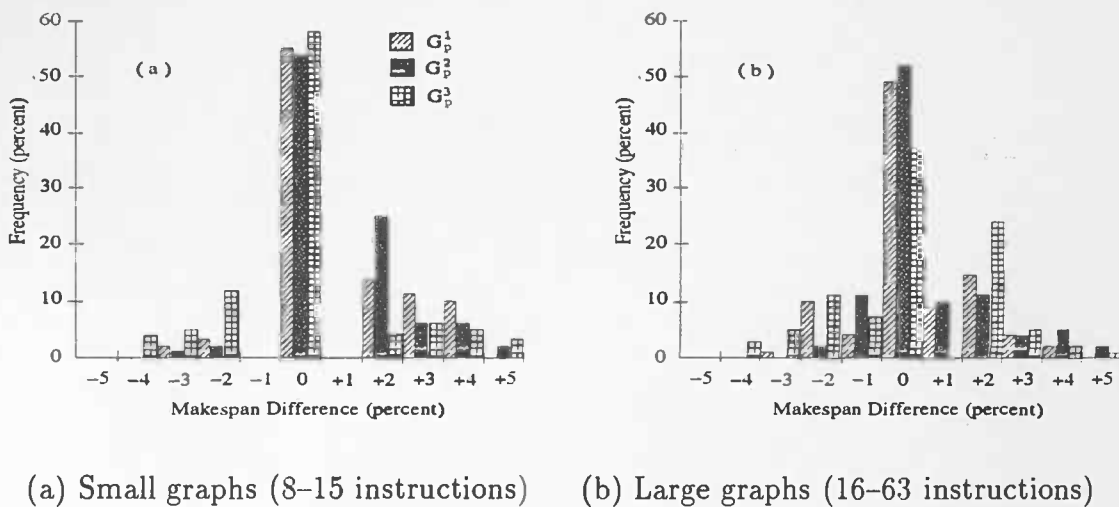 60
50
40
30
20
10
0
Frequency (percent)
(a)
G_p^1
G_p^2
G_p^3
−5 −4 −3 −2 −1 0 +1 +2 +3 +4 +5
Makespan Difference (percent)
60
50
40
30
20
10
0
Frequency (percent)
(b)
−5 −4 −3 −2 −1 0 +1 +2 +3 +4 +5
Makespan Difference (percent)
(a) Small graphs (8–15 instructions) (b) Large graphs (16–63 instructions)